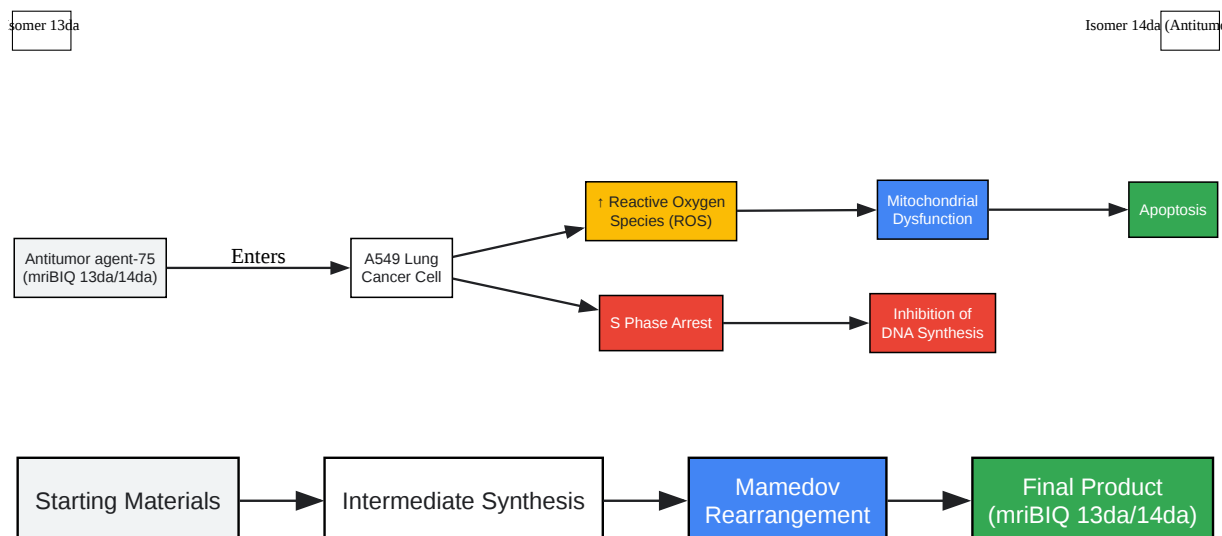 somer 13da
Isomer 14da (Antitum
↑ Reactive Oxygen
Species (ROS)
Mitochondrial
Dysfunction
Apoptosis
Antitumor agent-75
(mriBIQ 13da/14da)
Enters
A549 Lung
Cancer Cell
S Phase Arrest
Inhibition of
DNA Synthesis
Starting Materials
Intermediate Synthesis
Mamedov
Rearrangement
Final Product
(mriBIQ 13da/14da)